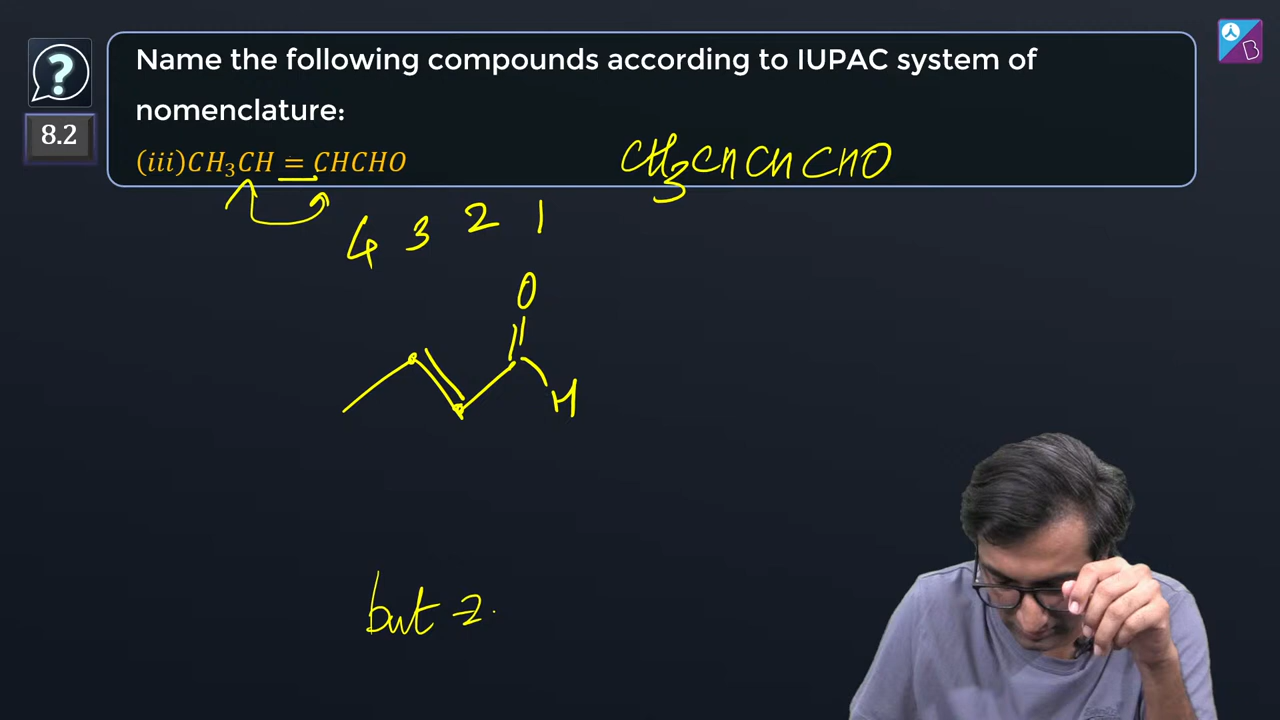 Name the following compounds according to IUPAC system of
nomenclature:
8.2
(iii)CH₃CH = CHCHO
CH3CHCHCHO
4 3 2 1
O
H
but-2-
B